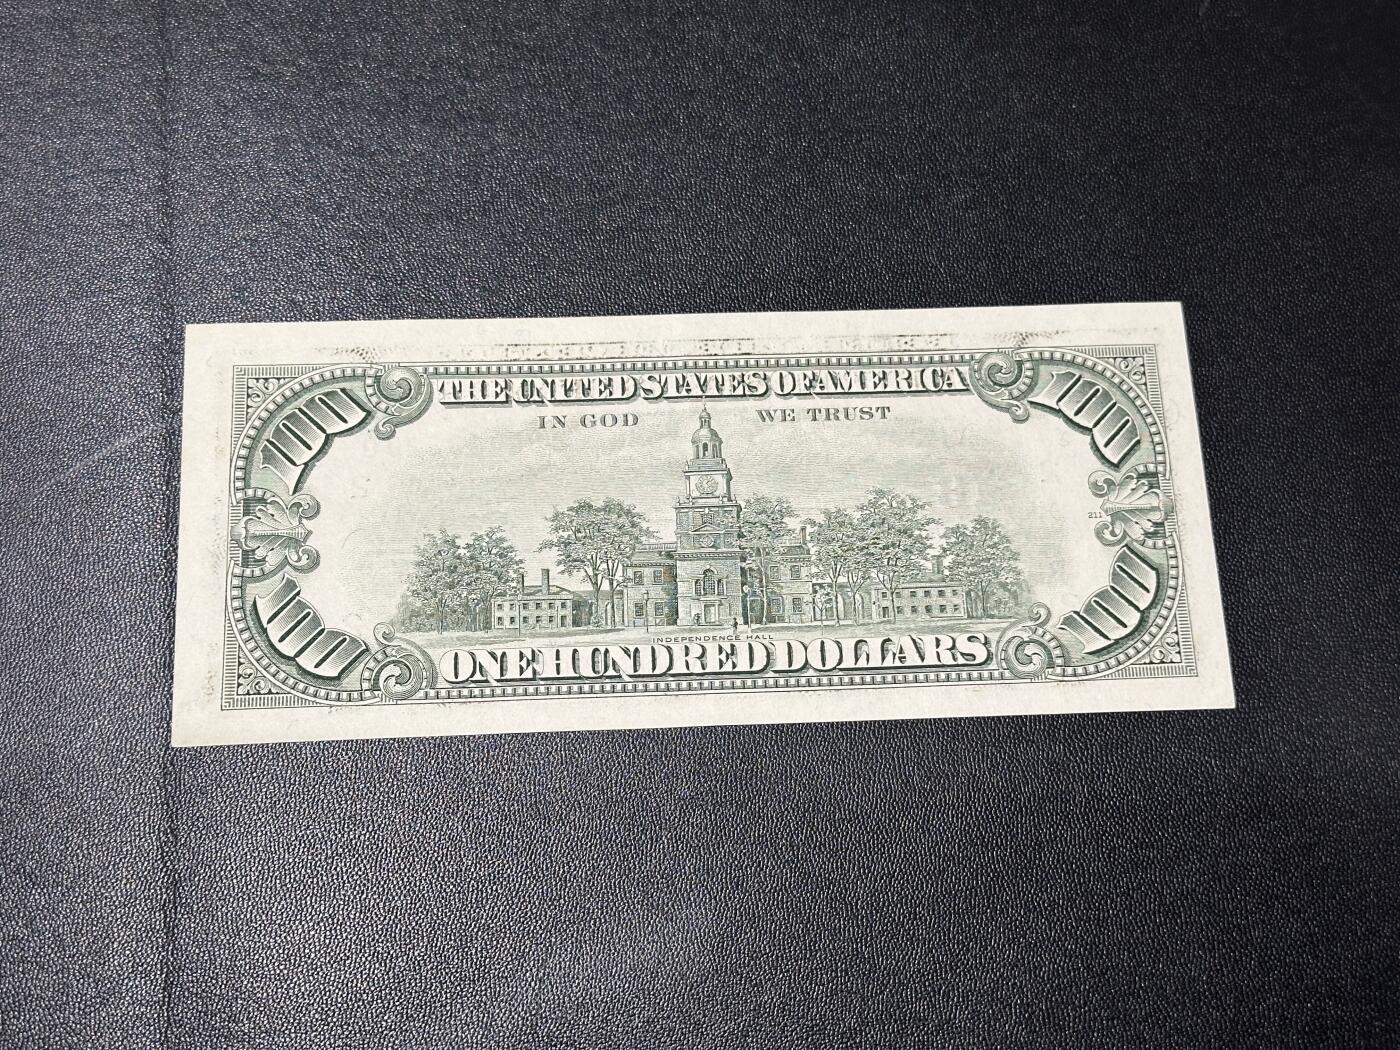 THE UNITED STATES OF AMERICA
100
100
IN GOD WE TRUST
211
INDEPENDENCE HALL
100
ONE HUNDRED DOLLARS
100